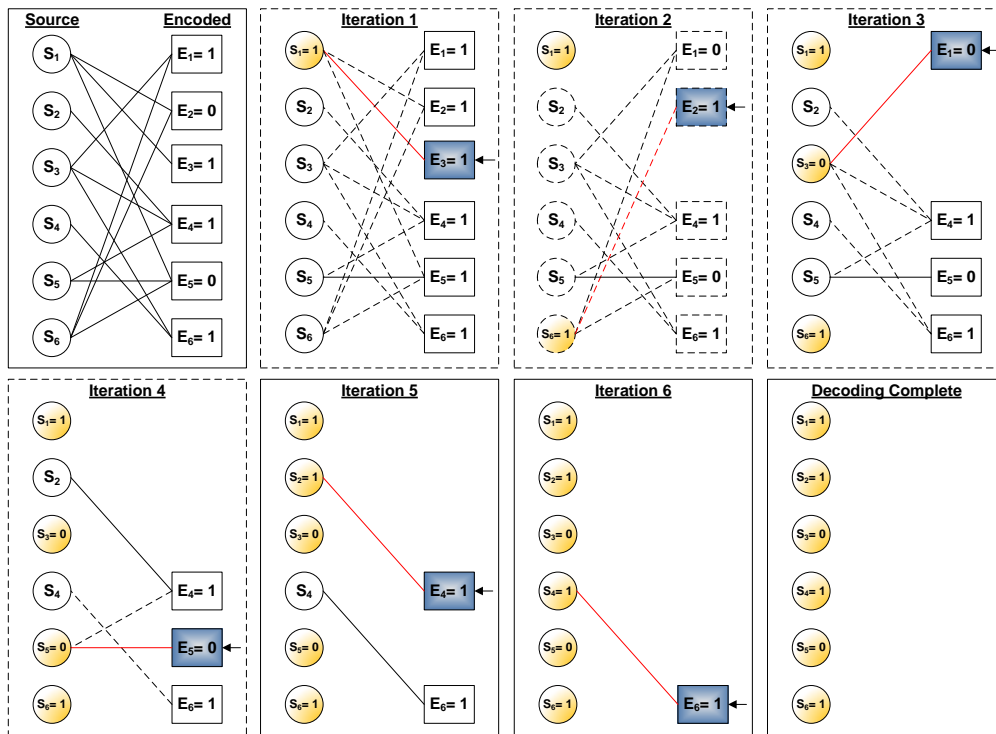 Source Encoded
S1 E1= 1
S2 E2= 0
S3 E3= 1
S4 E4= 1
S5 E5= 0
S6 E6= 1
Iteration 1
S1= 1 E1= 1
S2 E2= 1
S3 E3= 1
S4 E4= 1
S5 E5= 1
S6 E6= 1
Iteration 2
S1= 1 E1= 0
S2 E2= 1
S3
S4 E4= 1
S5 E5= 0
S6= 1 E6= 1
Iteration 3
S1= 1 E1= 0
S2
S3= 0
S4 E4= 1
S5 E5= 0
S6= 1 E6= 1
Iteration 4
S1= 1
S2
S3= 0
S4 E4= 1
S5= 0 E5= 0
S6= 1 E6= 1
Iteration 5
S1= 1
S2= 1
S3= 0
S4 E4= 1
S5= 0
S6= 1 E6= 1
Iteration 6
S1= 1
S2= 1
S3= 0
S4= 1
S5= 0
S6= 1 E6= 1
Decoding Complete
S1= 1
S2= 1
S3= 0
S4= 1
S5= 0
S6= 1